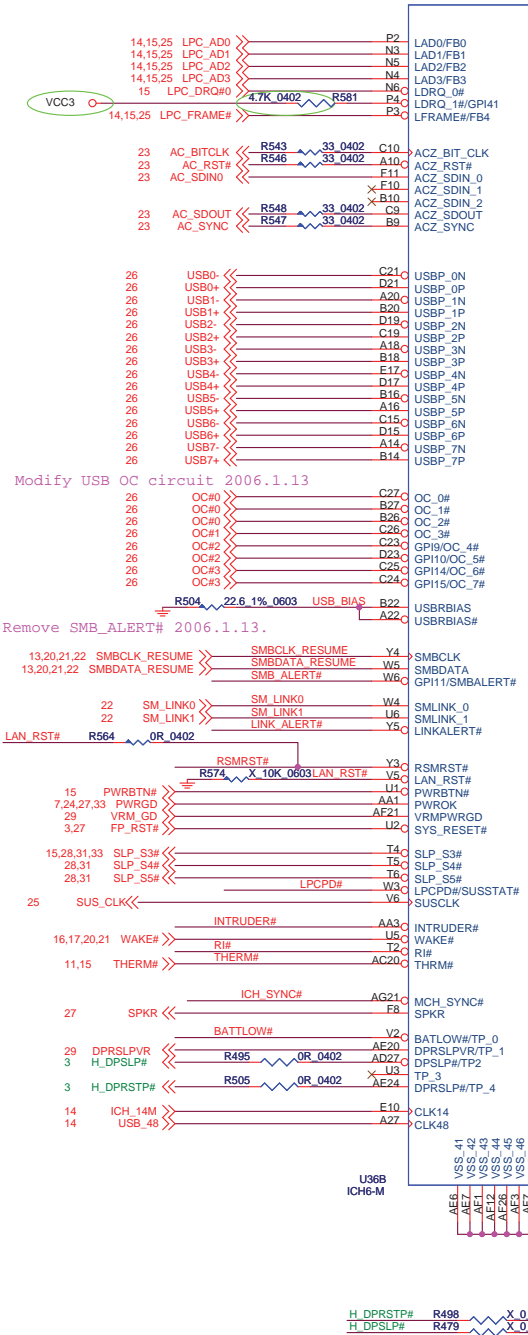 14,15,25 LPC_AD0 P2 LAD0/FB0
14,15,25 LPC_AD1 N3 LAD1/FB1
14,15,25 LPC_AD2 N5 LAD2/FB2
14,15,25 LPC_AD3 N4 LAD3/FB3
15 LPC_DRQ#0 N6 LDRQ_0#
VCC3 4.7K_0402 R581 P4 LDRQ_1#/GPI41
14,15,25 LPC_FRAME# P3 LFRAME#/FB4
23 AC_BITCLK R543 33_0402 C10 ACZ_BIT_CLK
23 AC_RST# R546 33_0402 A10 ACZ_RST#
23 AC_SDIN0 F11 ACZ_SDIN_0
F10 ACZ_SDIN_1
B10 ACZ_SDIN_2
23 AC_SDOUT R548 33_0402 C9 ACZ_SDOUT
23 AC_SYNC R547 33_0402 B9 ACZ_SYNC
26 USB0- C21 USBP_0N
26 USB0+ D21 USBP_0P
26 USB1- A20 USBP_1N
26 USB1+ B20 USBP_1P
26 USB2- D19 USBP_2N
26 USB2+ C19 USBP_2P
26 USB3- A18 USBP_3N
26 USB3+ B18 USBP_3P
26 USB4- E17 USBP_4N
26 USB4+ D17 USBP_4P
26 USB5- B16 USBP_5N
26 USB5+ A16 USBP_5P
26 USB6- C15 USBP_6N
26 USB6+ D15 USBP_6P
26 USB7- A14 USBP_7N
26 USB7+ B14 USBP_7P
Modify USB OC circuit 2006.1.13
26 OC#0 C27 OC_0#
26 OC#0 B27 OC_1#
26 OC#0 B26 OC_2#
26 OC#1 C26 OC_3#
26 OC#2 C23 GPI9/OC_4#
26 OC#2 D23 GPI10/OC_5#
26 OC#3 C25 GPI14/OC_6#
26 OC#3 C24 GPI15/OC_7#
R504 22.6_1%_0603 USB_BIAS B22 USBRBIAS
A22 USBRBIAS#
Remove SMB_ALERT# 2006.1.13.
13,20,21,22 SMBCLK_RESUME SMBCLK_RESUME Y4 SMBCLK
13,20,21,22 SMBDATA_RESUME SMBDATA_RESUME W5 SMBDATA
SMB_ALERT# W6 GPI11/SMBALERT#
22 SM_LINK0 SM_LINK0 W4 SMLINK_0
22 SM_LINK1 SM_LINK1 U6 SMLINK_1
LINK_ALERT# Y5 LINKALERT#
LAN_RST# R564 0R_0402
RSMRST# Y3 RSMRST#
R574 X_10K_0603 LAN_RST# V5 LAN_RST#
15 PWRBTN# U1 PWRBTN#
7,24,27,33 PWRGD AA1 PWROK
29 VRM_GD AF21 VRMPWRGD
3,27 FP_RST# U2 SYS_RESET#
15,28,31,33 SLP_S3# T4 SLP_S3#
28,31 SLP_S4# T5 SLP_S4#
28,31 SLP_S5# T6 SLP_S5#
LPCPD# W3 LPCPD#/SUSSTAT#
25 SUS_CLK V6 SUSCLK
INTRUDER# AA3 INTRUDER#
16,17,20,21 WAKE# U5 WAKE#
RI# T2 RI#
11,15 THERM# THERM# AC20 THRM#
ICH_SYNC# AG21 MCH_SYNC#
27 SPKR F8 SPKR
BATTLOW# V2 BATLOW#/TP_0
29 DPRSLPVR AE20 DPRSLPVR/TP_1
3 H_DPSLP# R495 0R_0402 AD27 DPSLP#/TP2
U3 TP_3
3 H_DPRSTP# R505 0R_0402 AE24 DPRSLP#/TP_4
14 ICH_14M E10 CLK14
14 USB_48 A27 CLK48
VSS_41
VSS_42
VSS_43
VSS_44
VSS_45
VSS_46
U36B
ICH6-M
AE6
AE7
AF1
AF12
AF26
AF3
H_DPRSTP# R498 X_0
H_DPSLP# R479 X_0